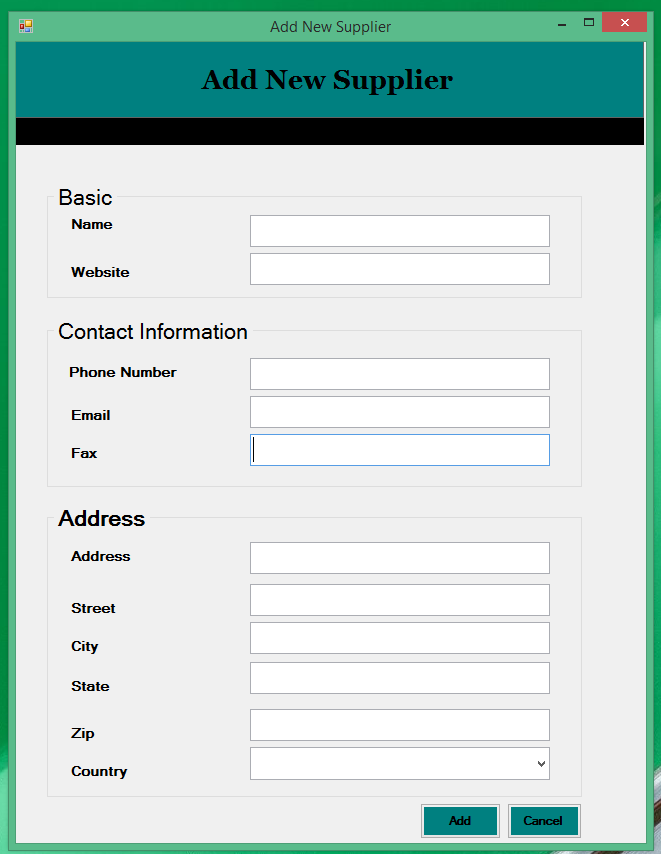 Add New Supplier
Add New Supplier
Basic
Name
Website
Contact Information
Phone Number
Email
Fax
Address
Address
Street
City
State
Zip
Country
Add Cancel